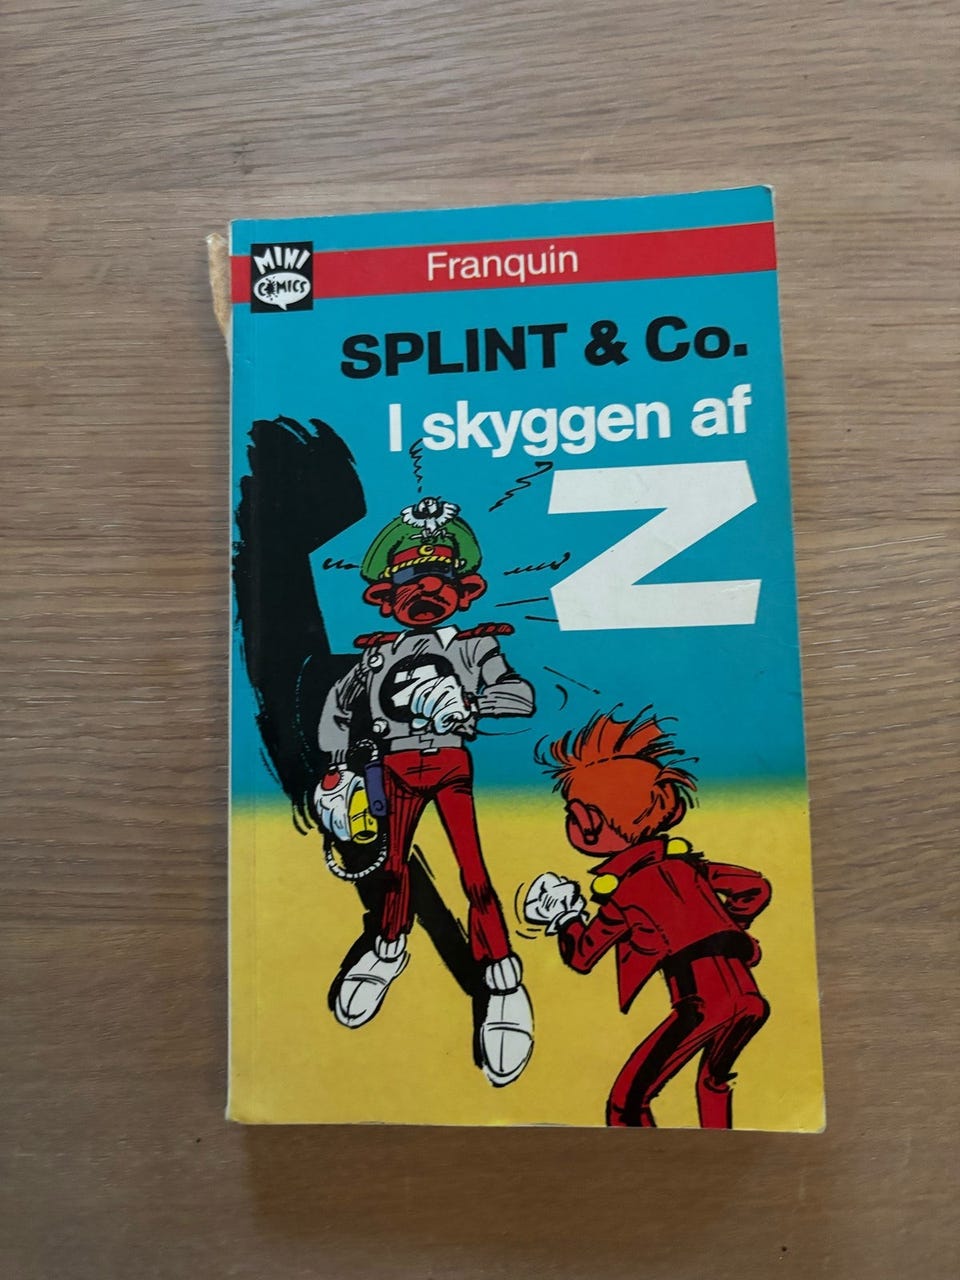 MINI
COMICS
Franquin
SPLINT & Co.
I skyggen af
Z
Z